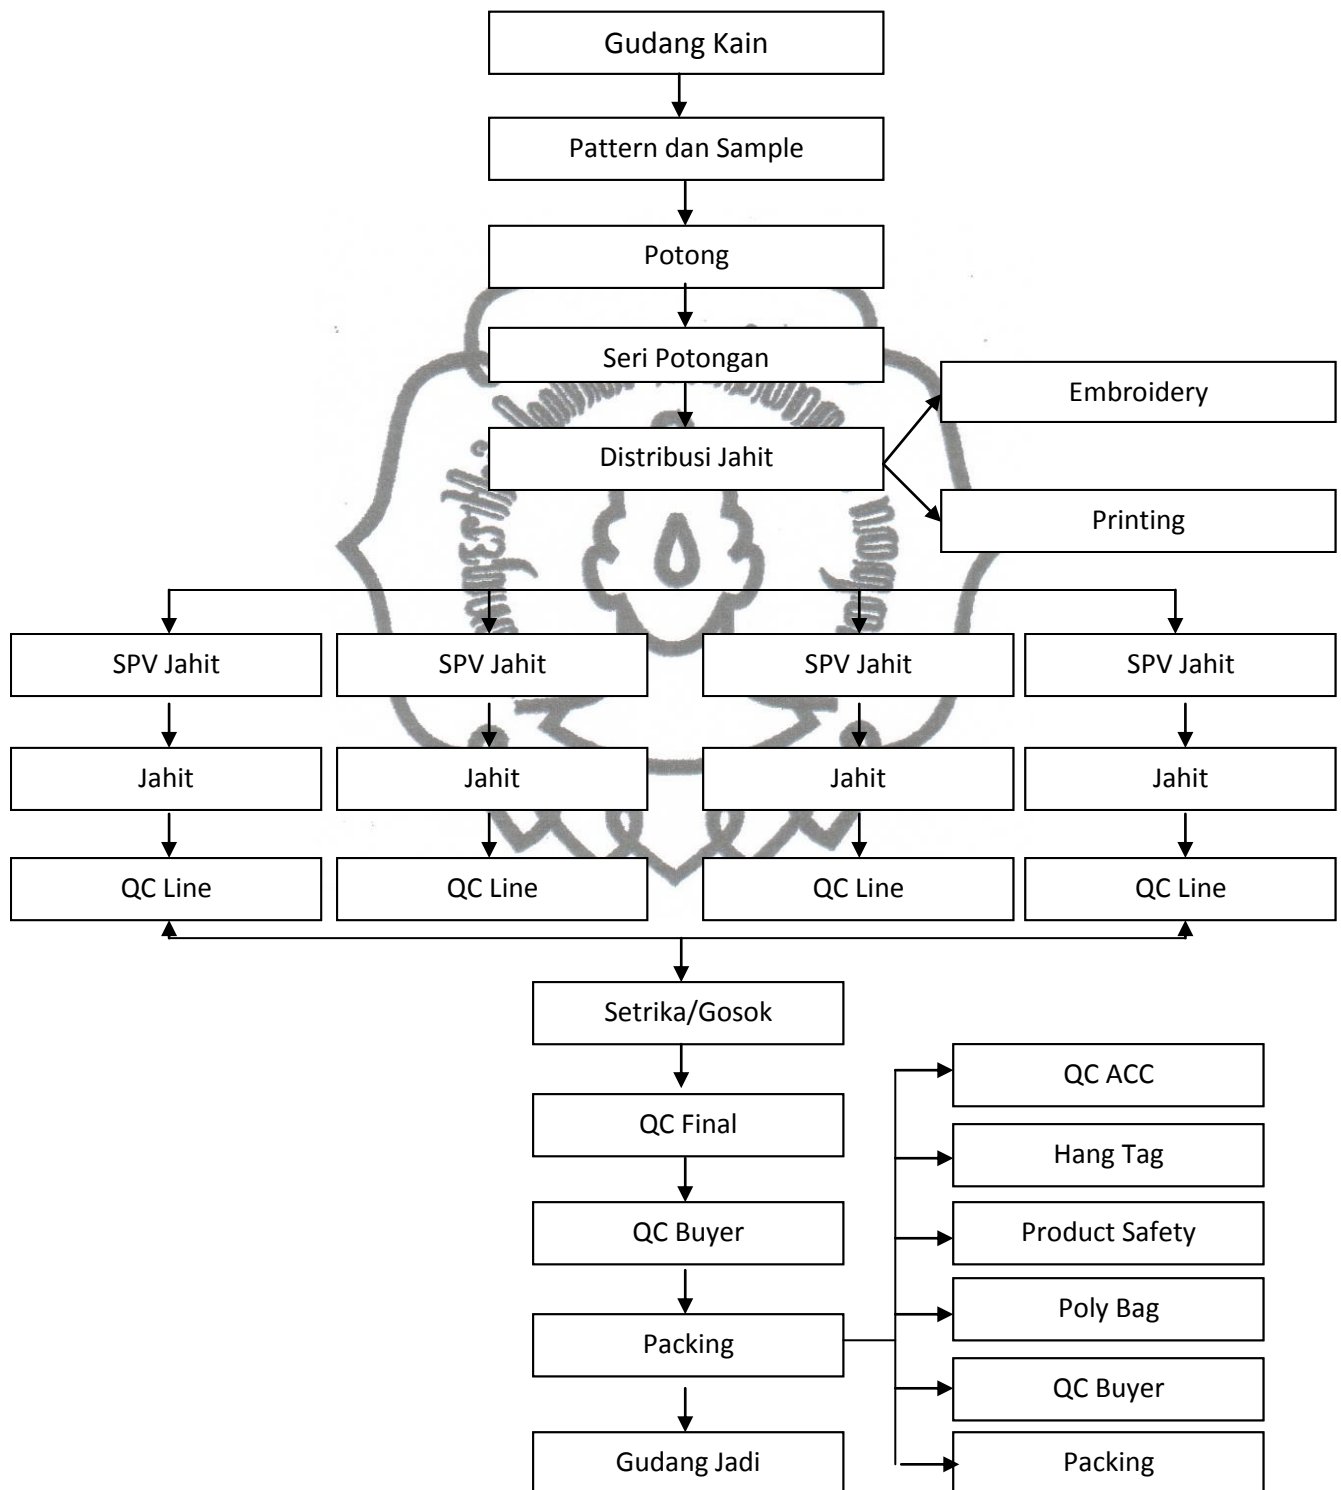 Gudang Kain
Pattern dan Sample
Potong
Seri Potongan
Embroidery
Distribusi Jahit
Printing
SPV Jahit
SPV Jahit
SPV Jahit
SPV Jahit
Jahit
Jahit
Jahit
Jahit
QC Line
QC Line
QC Line
QC Line
Setrika/Gosok
QC Final
QC Buyer
Packing
Gudang Jadi
QC ACC
Hang Tag
Product Safety
Poly Bag
QC Buyer
Packing